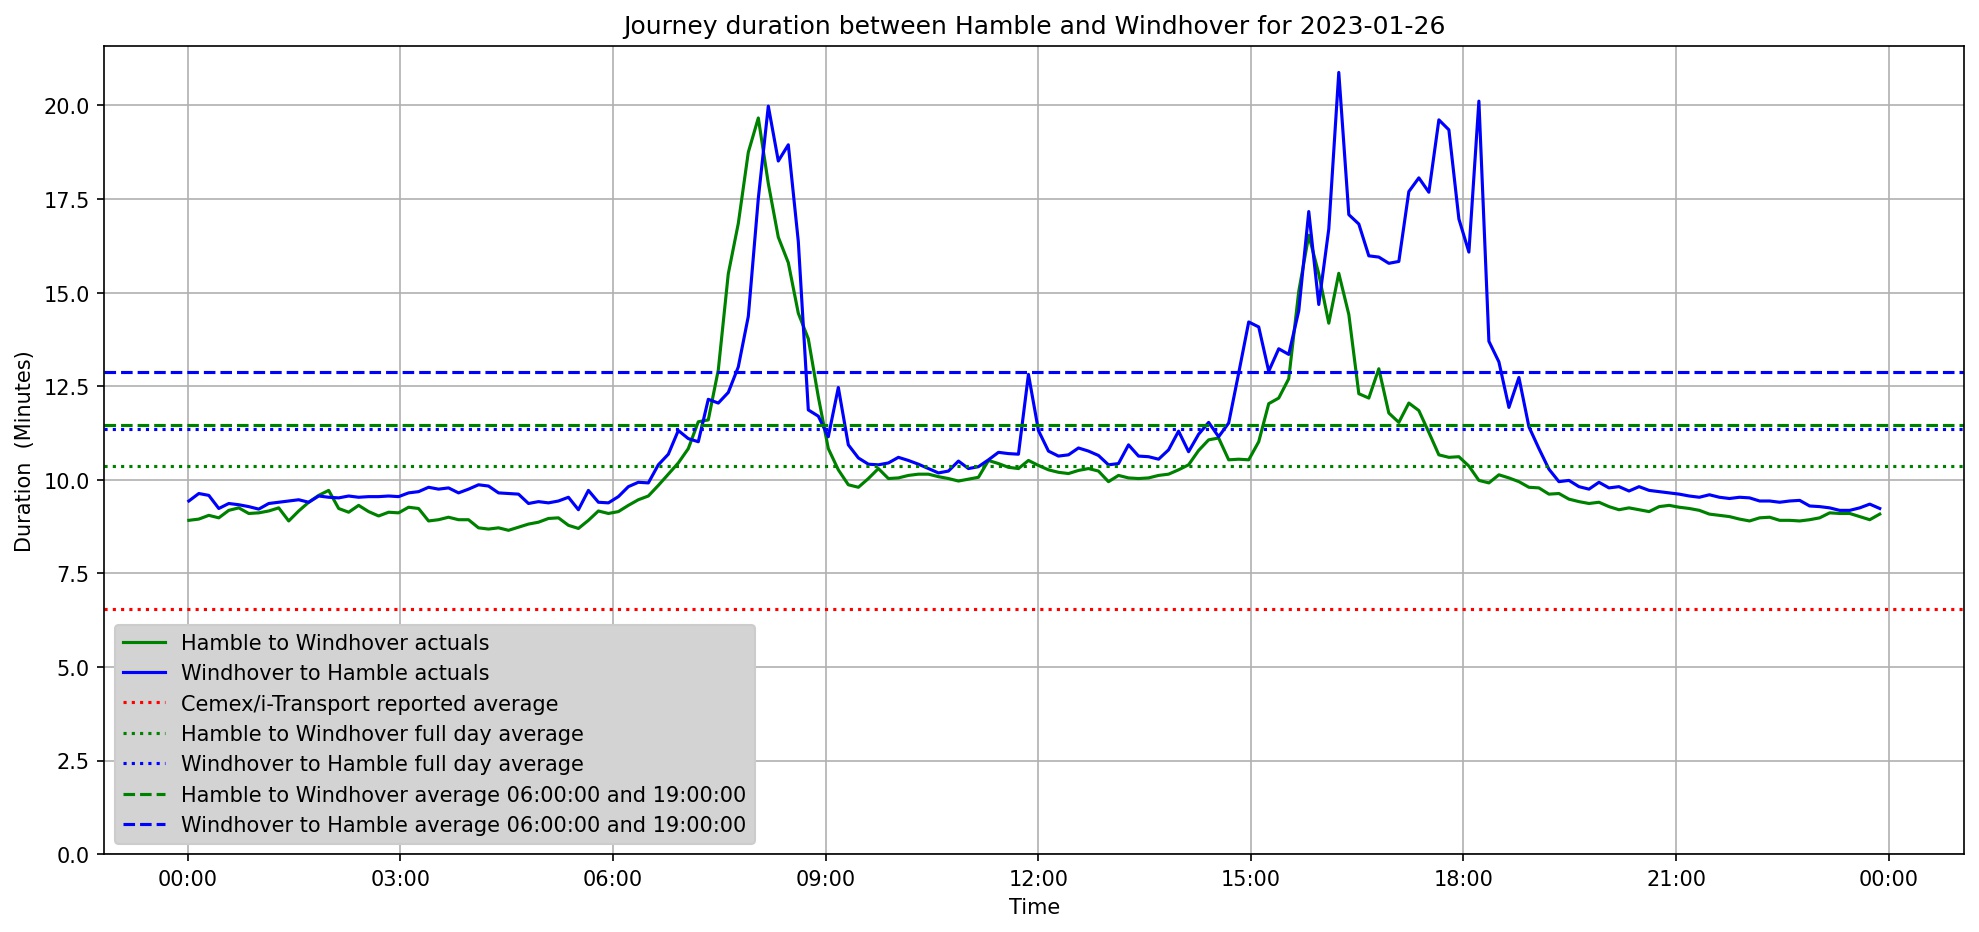 Journey duration between Hamble and Windhover for 2023-01-26
20.0
17.5
15.0
12.5
10.0
7.5
5.0
2.5
0.0
Duration  (Minutes)
Hamble to Windhover actuals
Windhover to Hamble actuals
Cemex/i-Transport reported average
Hamble to Windhover full day average
Windhover to Hamble full day average
Hamble to Windhover average 06:00:00 and 19:00:00
Windhover to Hamble average 06:00:00 and 19:00:00
00:00 03:00 06:00 09:00 12:00 15:00 18:00 21:00 00:00
Time